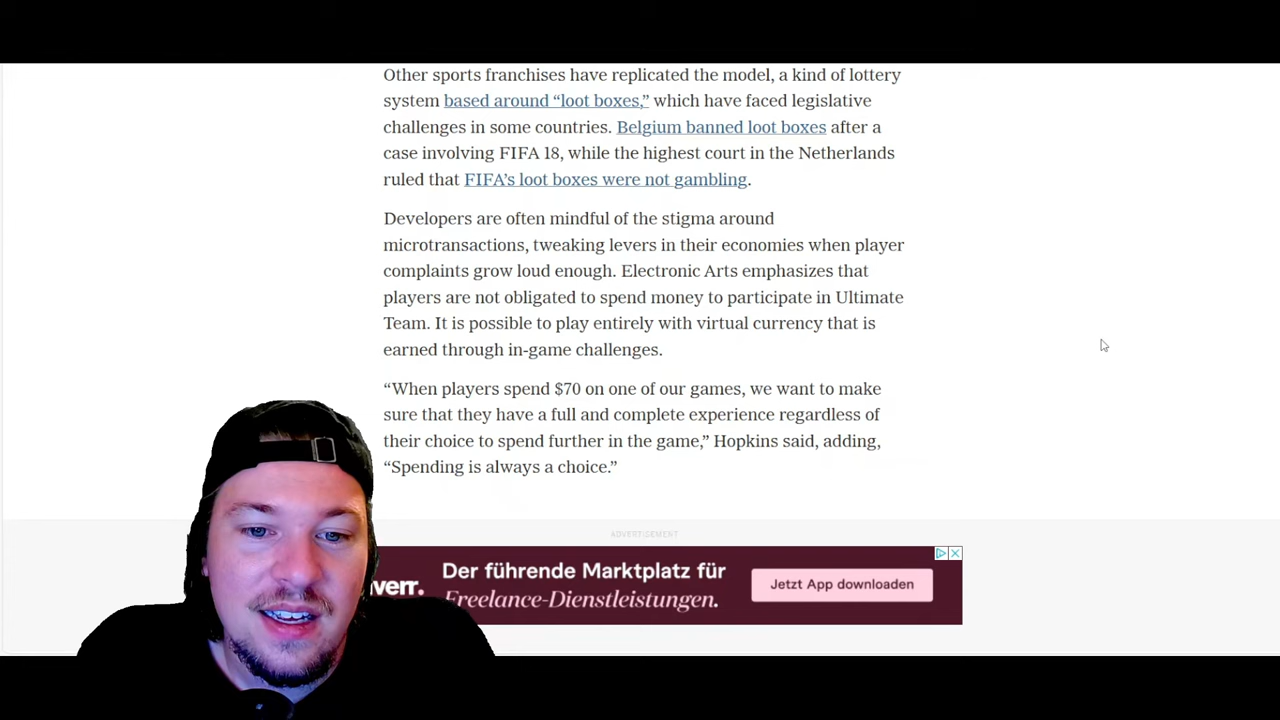 Other sports franchises have replicated the model, a kind of lottery
system based around “loot boxes,” which have faced legislative
challenges in some countries. Belgium banned loot boxes after a
case involving FIFA 18, while the highest court in the Netherlands
ruled that FIFA’s loot boxes were not gambling.
Developers are often mindful of the stigma around
microtransactions, tweaking levers in their economies when player
complaints grow loud enough. Electronic Arts emphasizes that
players are not obligated to spend money to participate in Ultimate
Team. It is possible to play entirely with virtual currency that is
earned through in-game challenges.
“When players spend $70 on one of our games, we want to make
sure that they have a full and complete experience regardless of
their choice to spend further in the game,” Hopkins said, adding,
“Spending is always a choice.”
ADVERTISEMENT
verr.
Der führende Marktplatz für
Freelance-Dienstleistungen.
Jetzt App downloaden